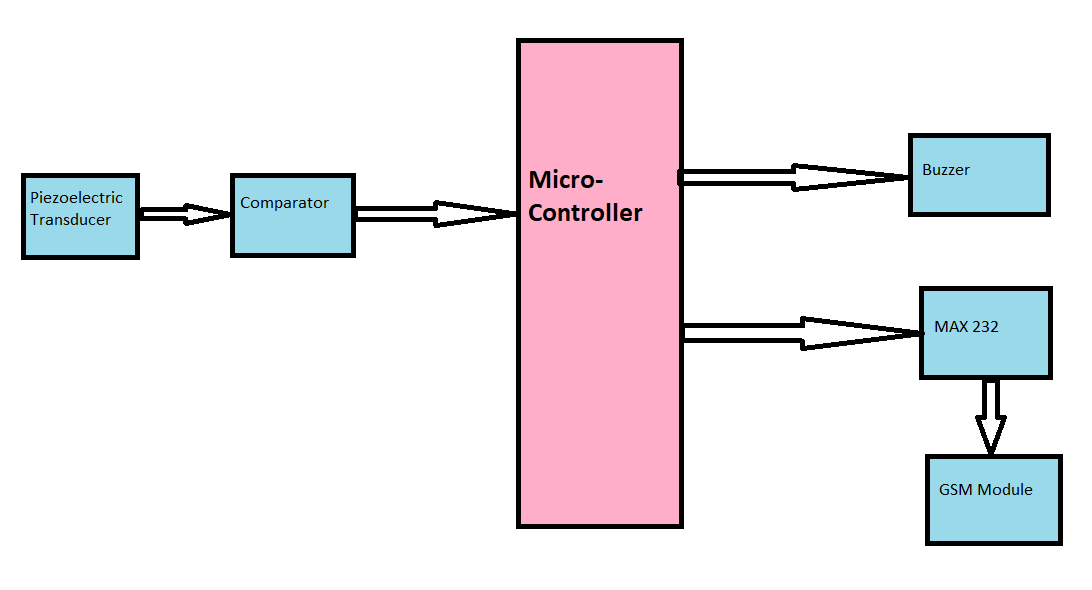 Piezoelectric
Transducer
Comparator
Micro-
Controller
Buzzer
MAX 232
GSM Module